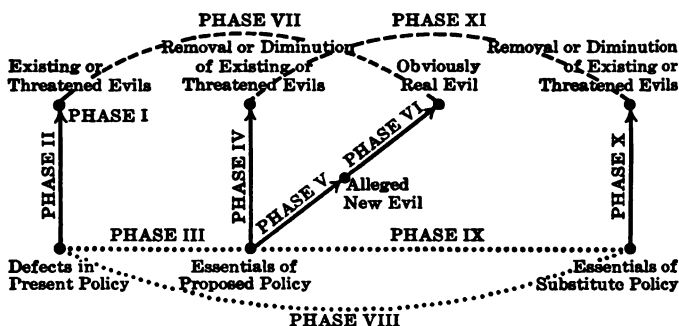 PHASE VII
PHASE XI
Existing or
Threatened Evils
Removal or Diminution
of Existing or
Threatened Evils
Obviously
Real Evil
Removal or Diminution
of Existing or
Threatened Evils
PHASE I
PHASE II
PHASE IV
PHASE V
PHASE VI
PHASE X
Alleged
New Evil
PHASE III
PHASE IX
Defects in
Present Policy
Essentials of
Proposed Policy
Essentials of
Substitute Policy
PHASE VIII